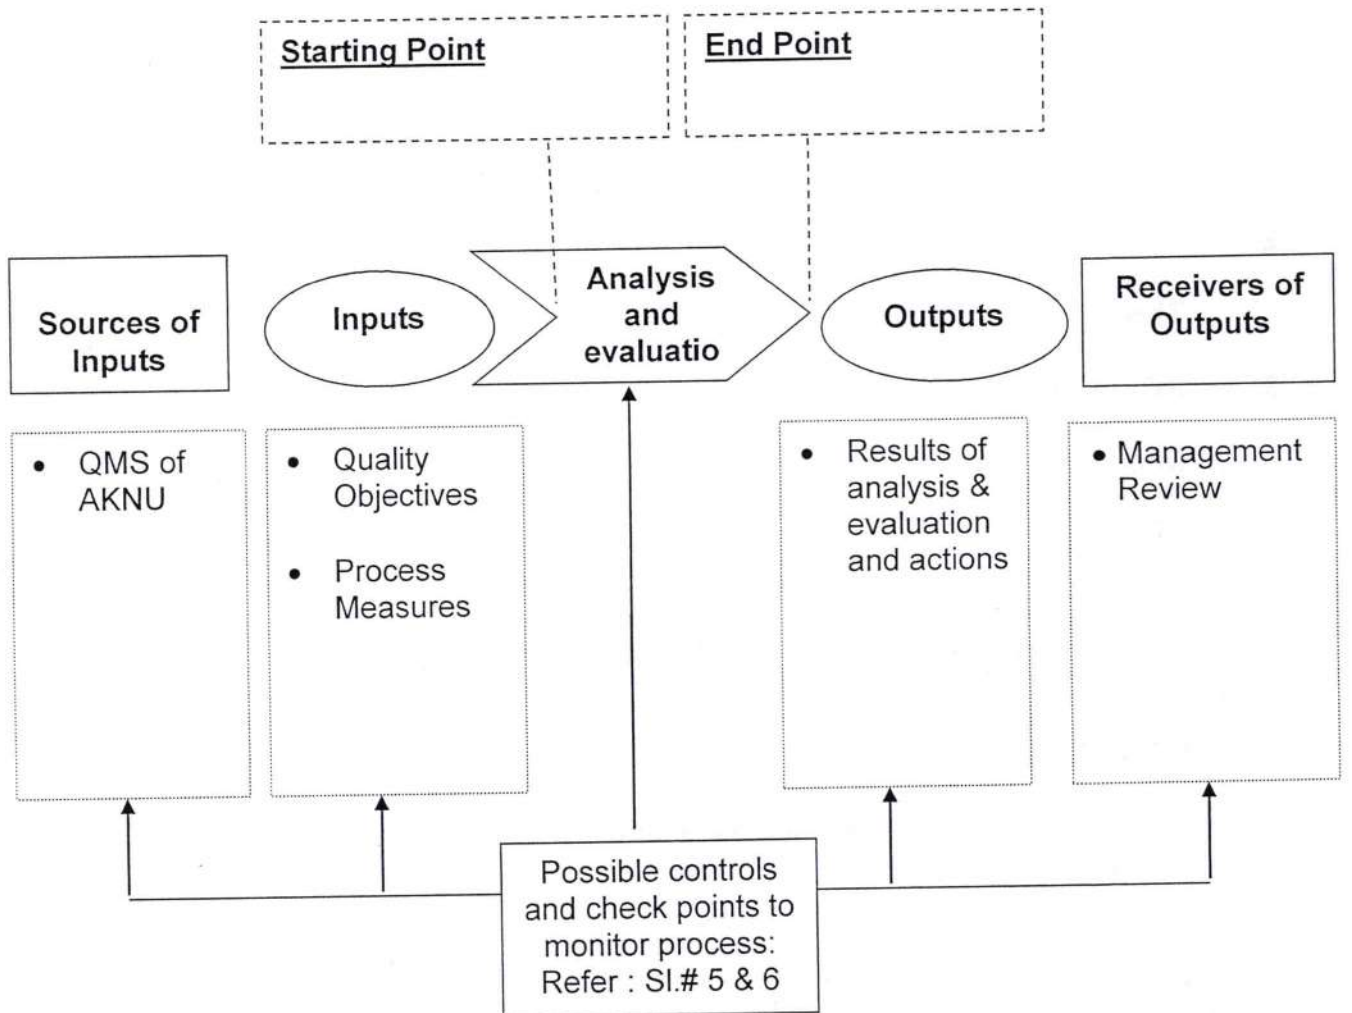 Starting Point
End Point
Sources of
Inputs
Inputs
Analysis
and
evaluatio
Outputs
Receivers of
Outputs
• QMS of
AKNU
• Quality
Objectives
• Process
Measures
• Results of
analysis &
evaluation
and actions
• Management
Review
Possible controls
and check points to
monitor process:
Refer : Sl.# 5 & 6